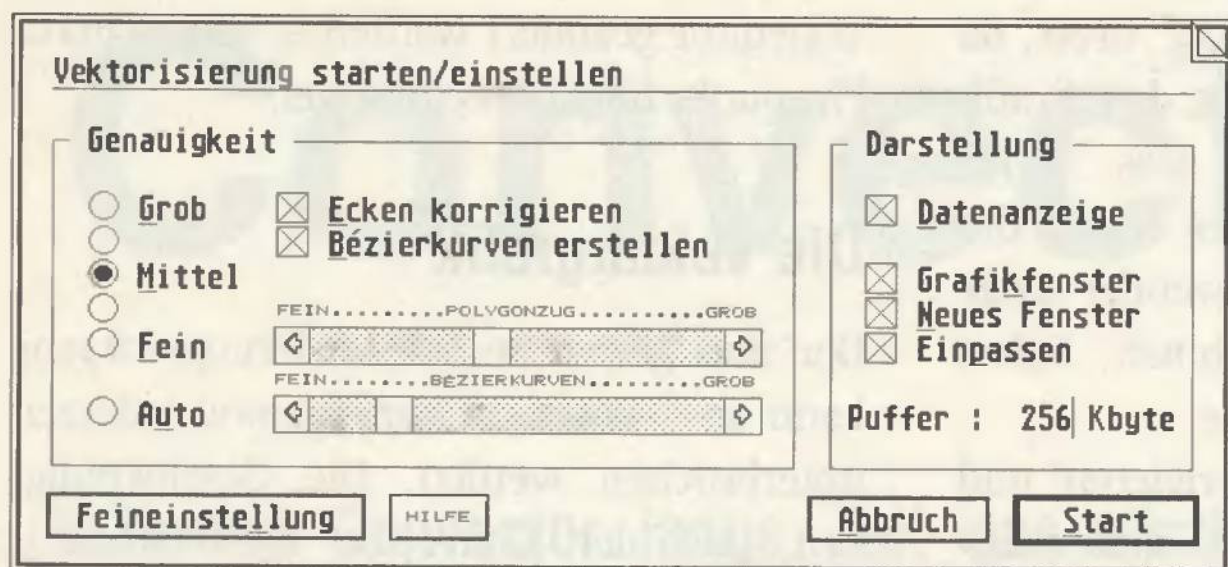 Vektorisierung starten/einstellen
Genauigkeit
Grob
Mittel
Fein
Auto
Ecken korrigieren
Bézierkurven erstellen
FEIN.........POLYGONZUG..........GROB
FEIN........BÉZIERKURVEN.........GROB
Darstellung
Datenanzeige
Grafikfenster
Neues Fenster
Einpassen
Puffer : 256 Kbyte
Feineinstellung
HILFE
Abbruch
Start